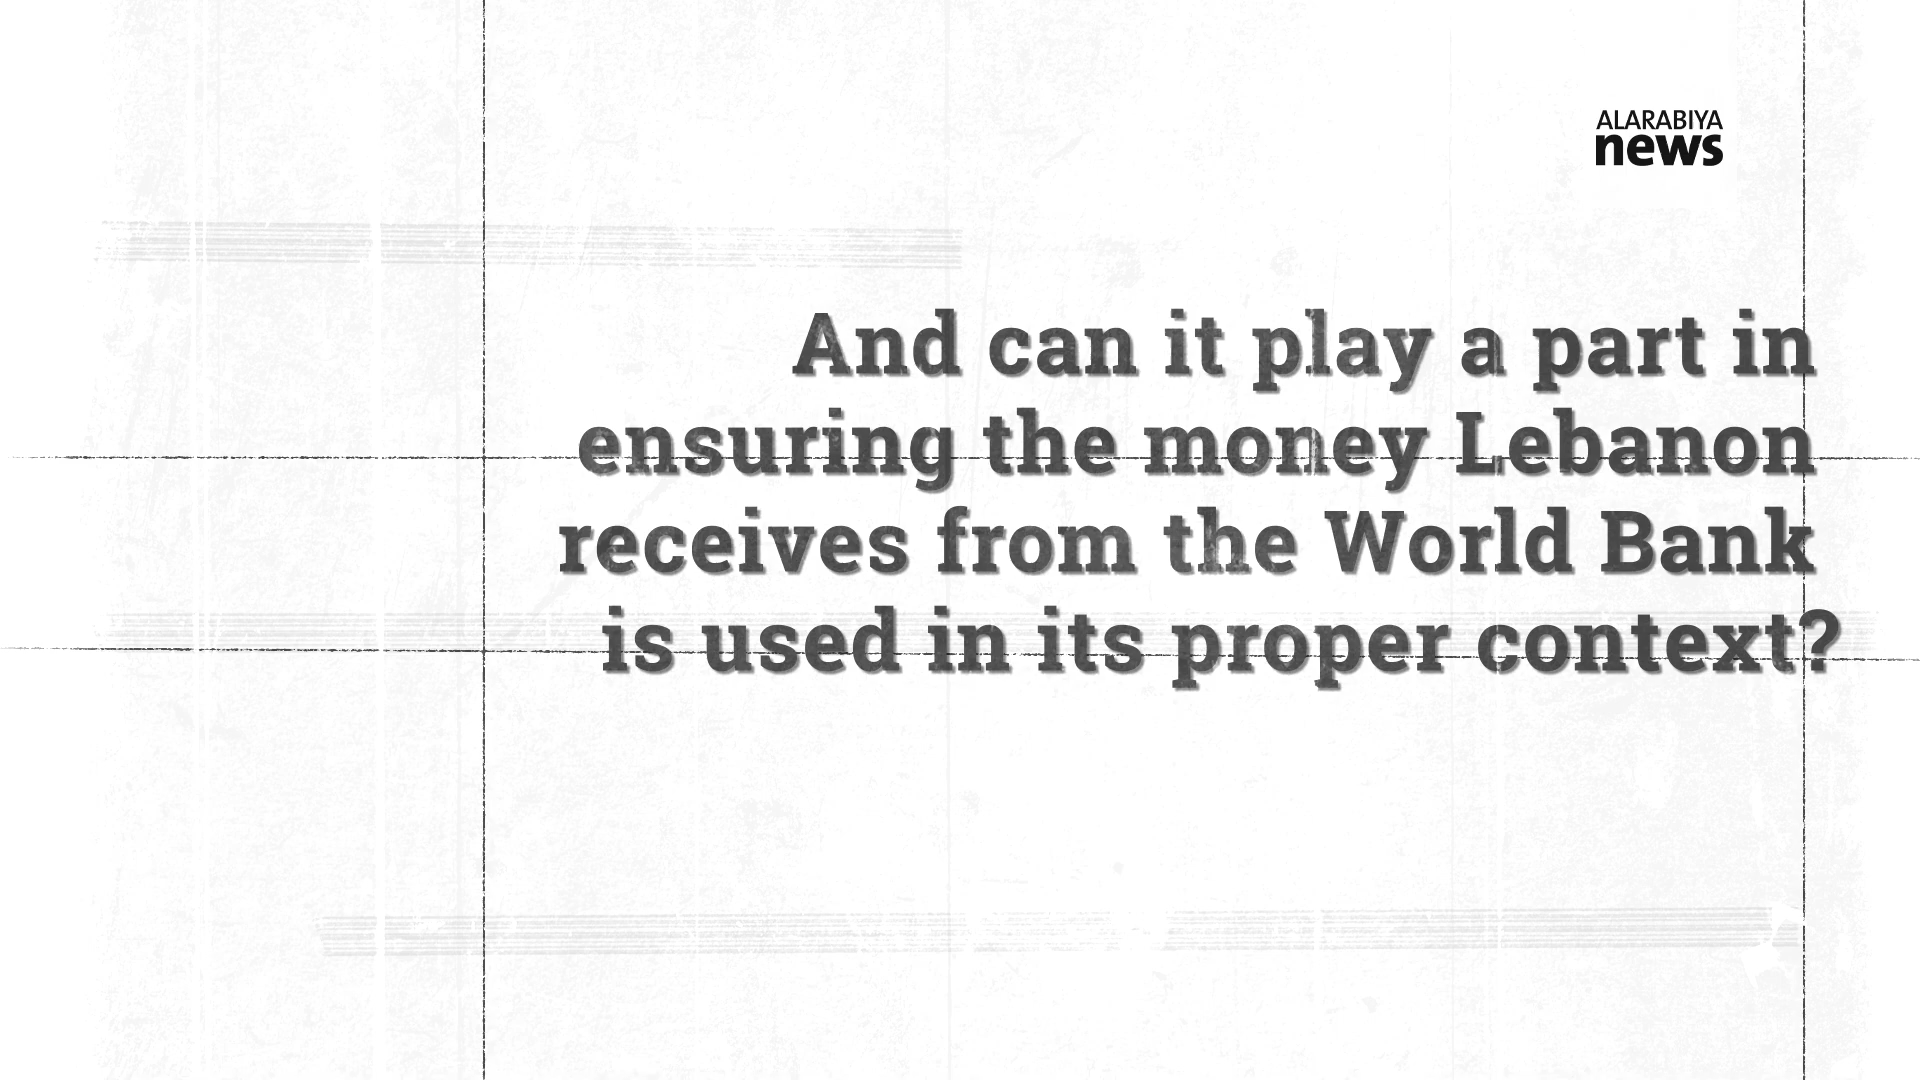 ALARABIYA
news
And can it play a part in
ensuring the money Lebanon
receives from the World Bank
is used in its proper context?